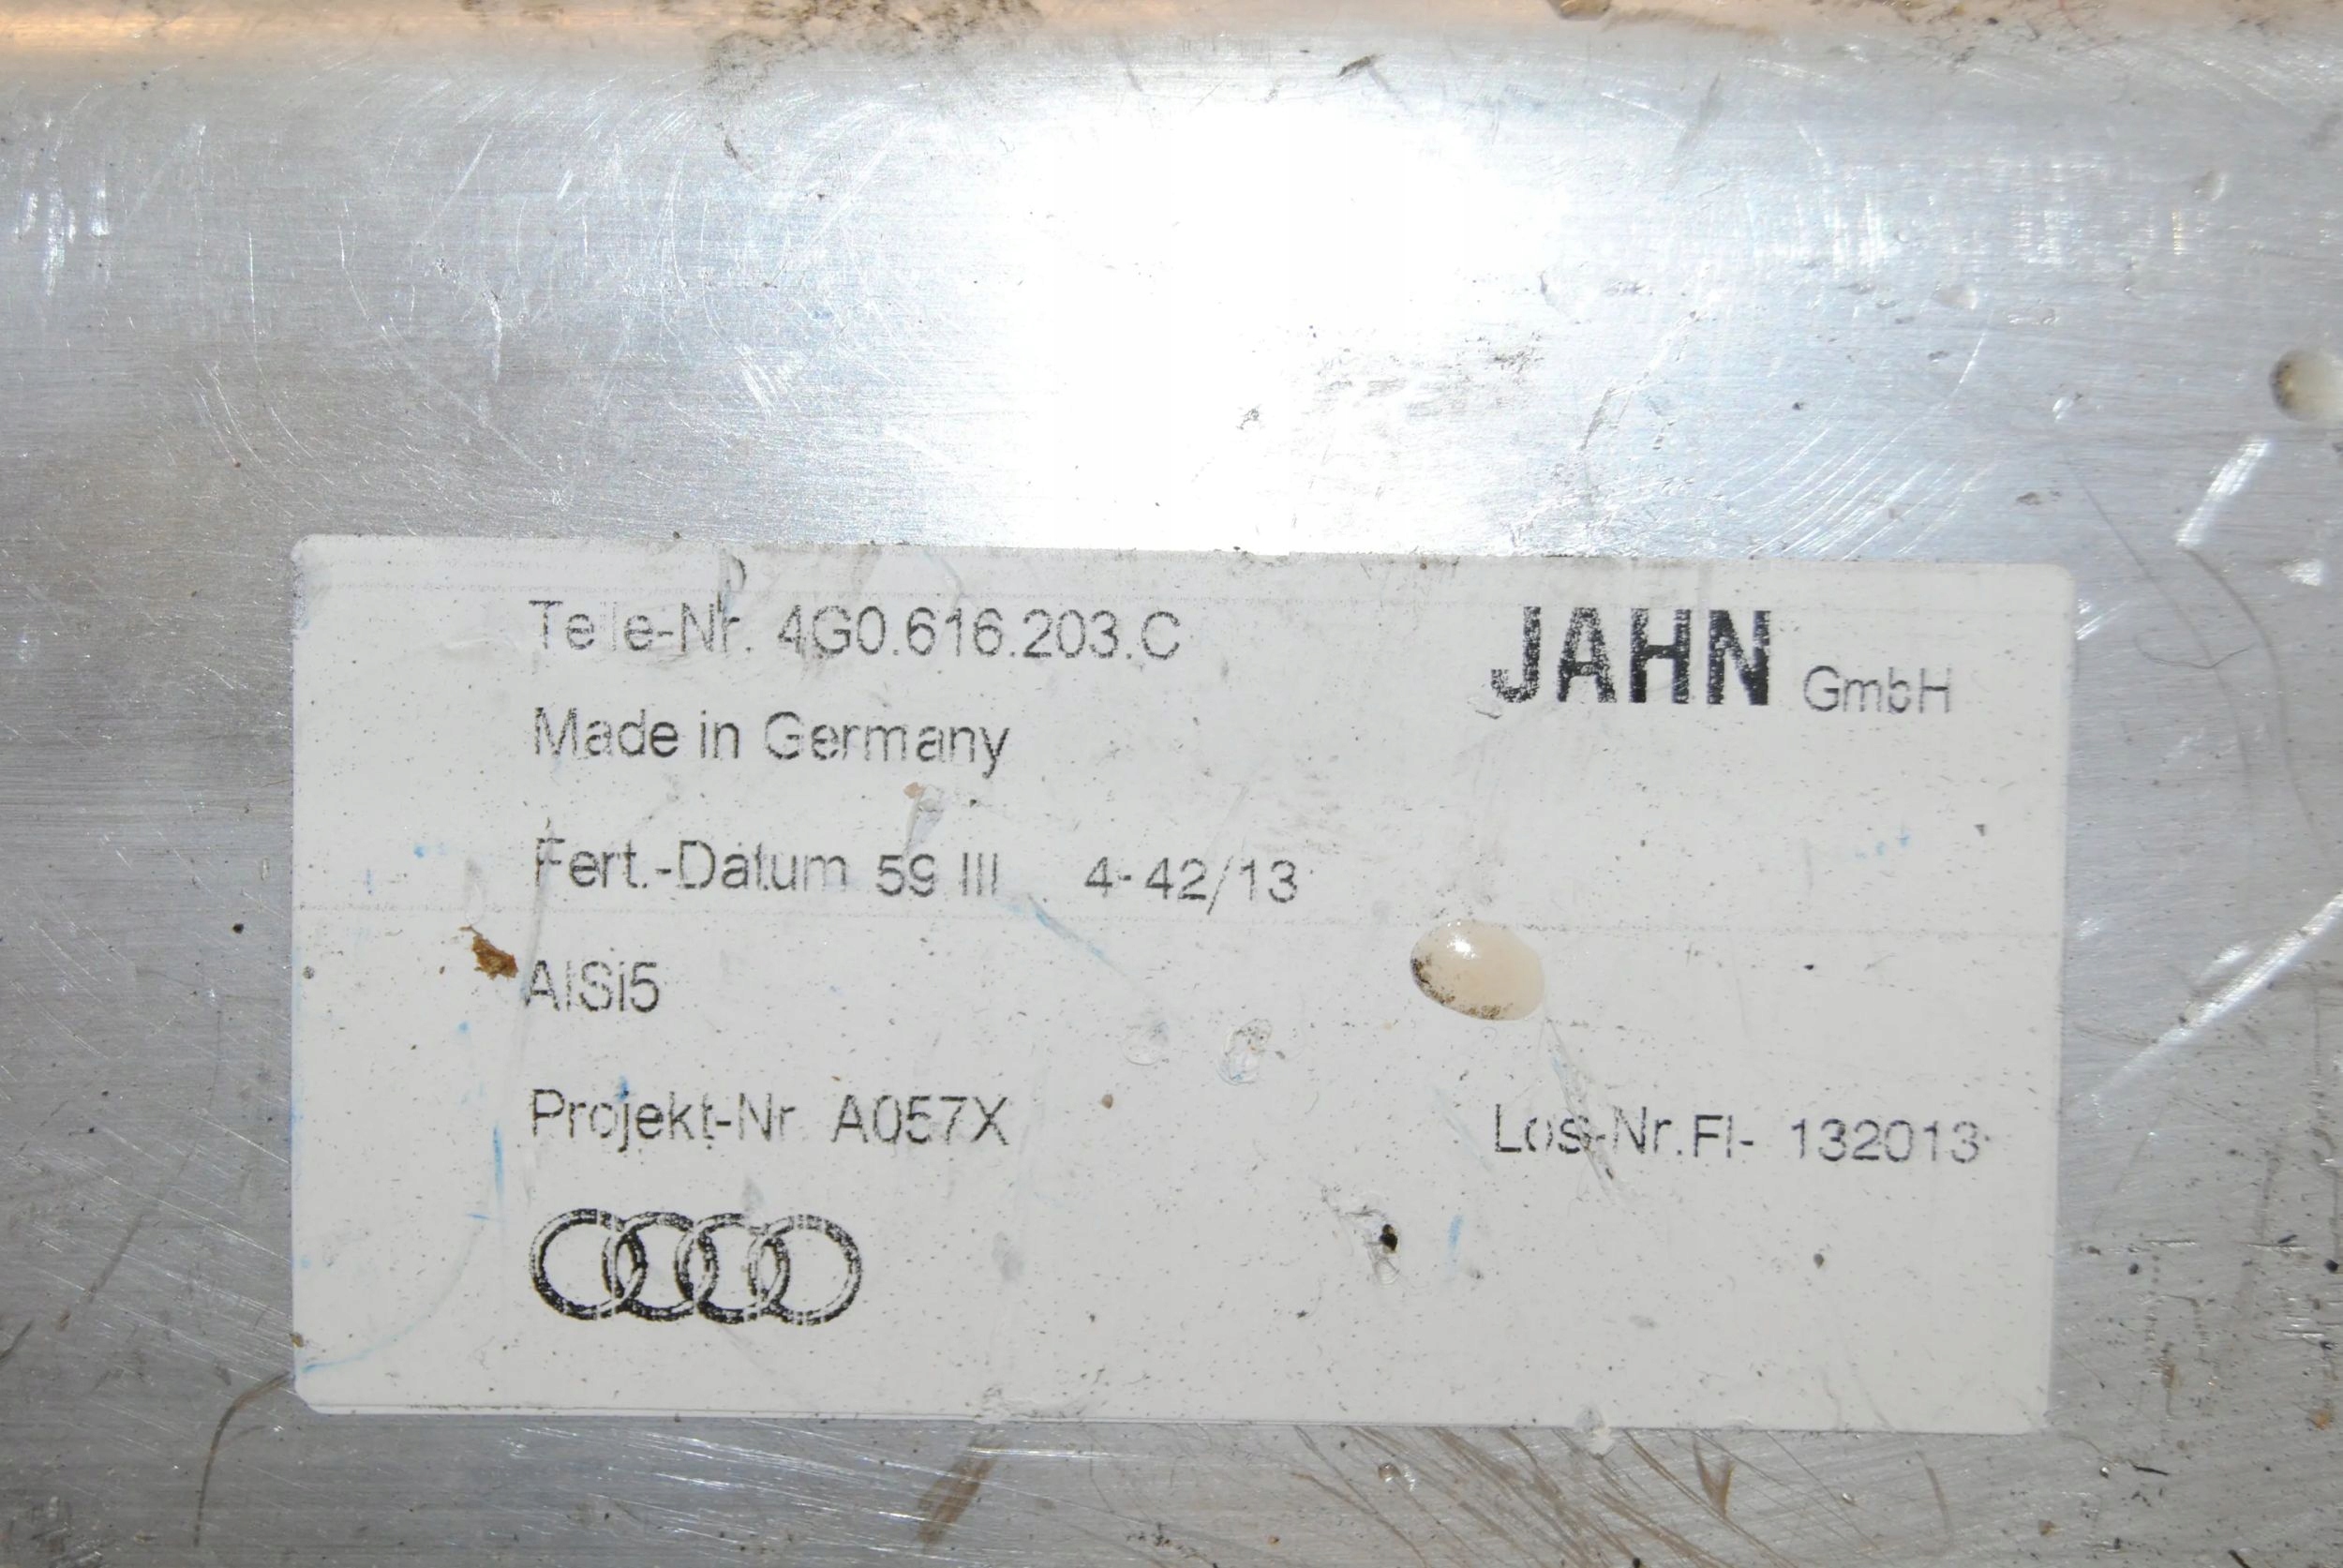 Teile-Nr. 4G0.616.203.C
JAHN GmbH
Made in Germany
Fert.-Datum 59 III 4-42/13
AlSi5
Projekt-Nr. A057X
Los-Nr.Fl- 132013